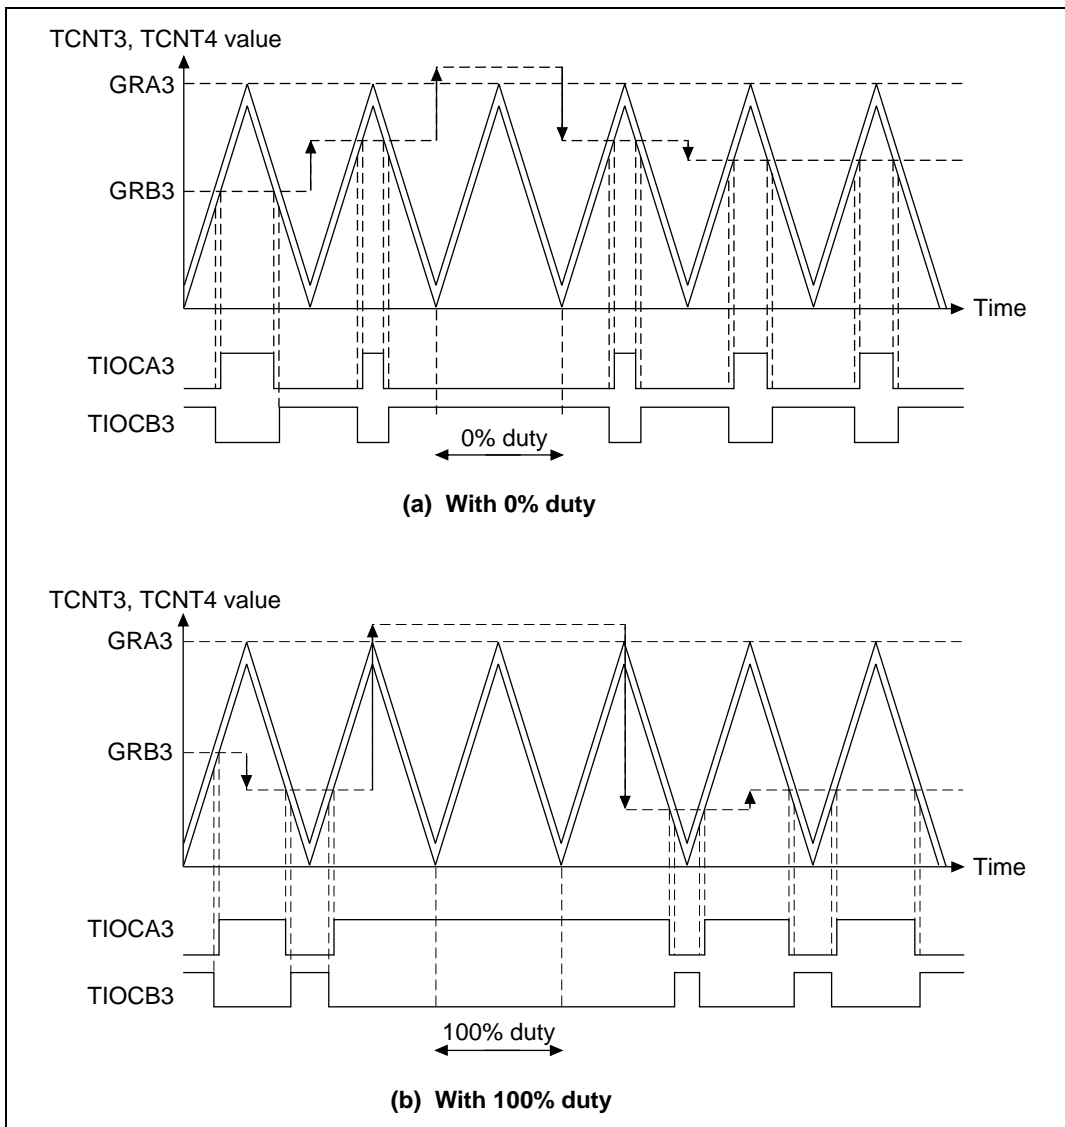 TCNT3, TCNT4 value
GRA3
GRB3
Time
TIOCA3
TIOCB3
0% duty
(a) With 0% duty
TCNT3, TCNT4 value
GRA3
GRB3
Time
TIOCA3
TIOCB3
100% duty
(b) With 100% duty